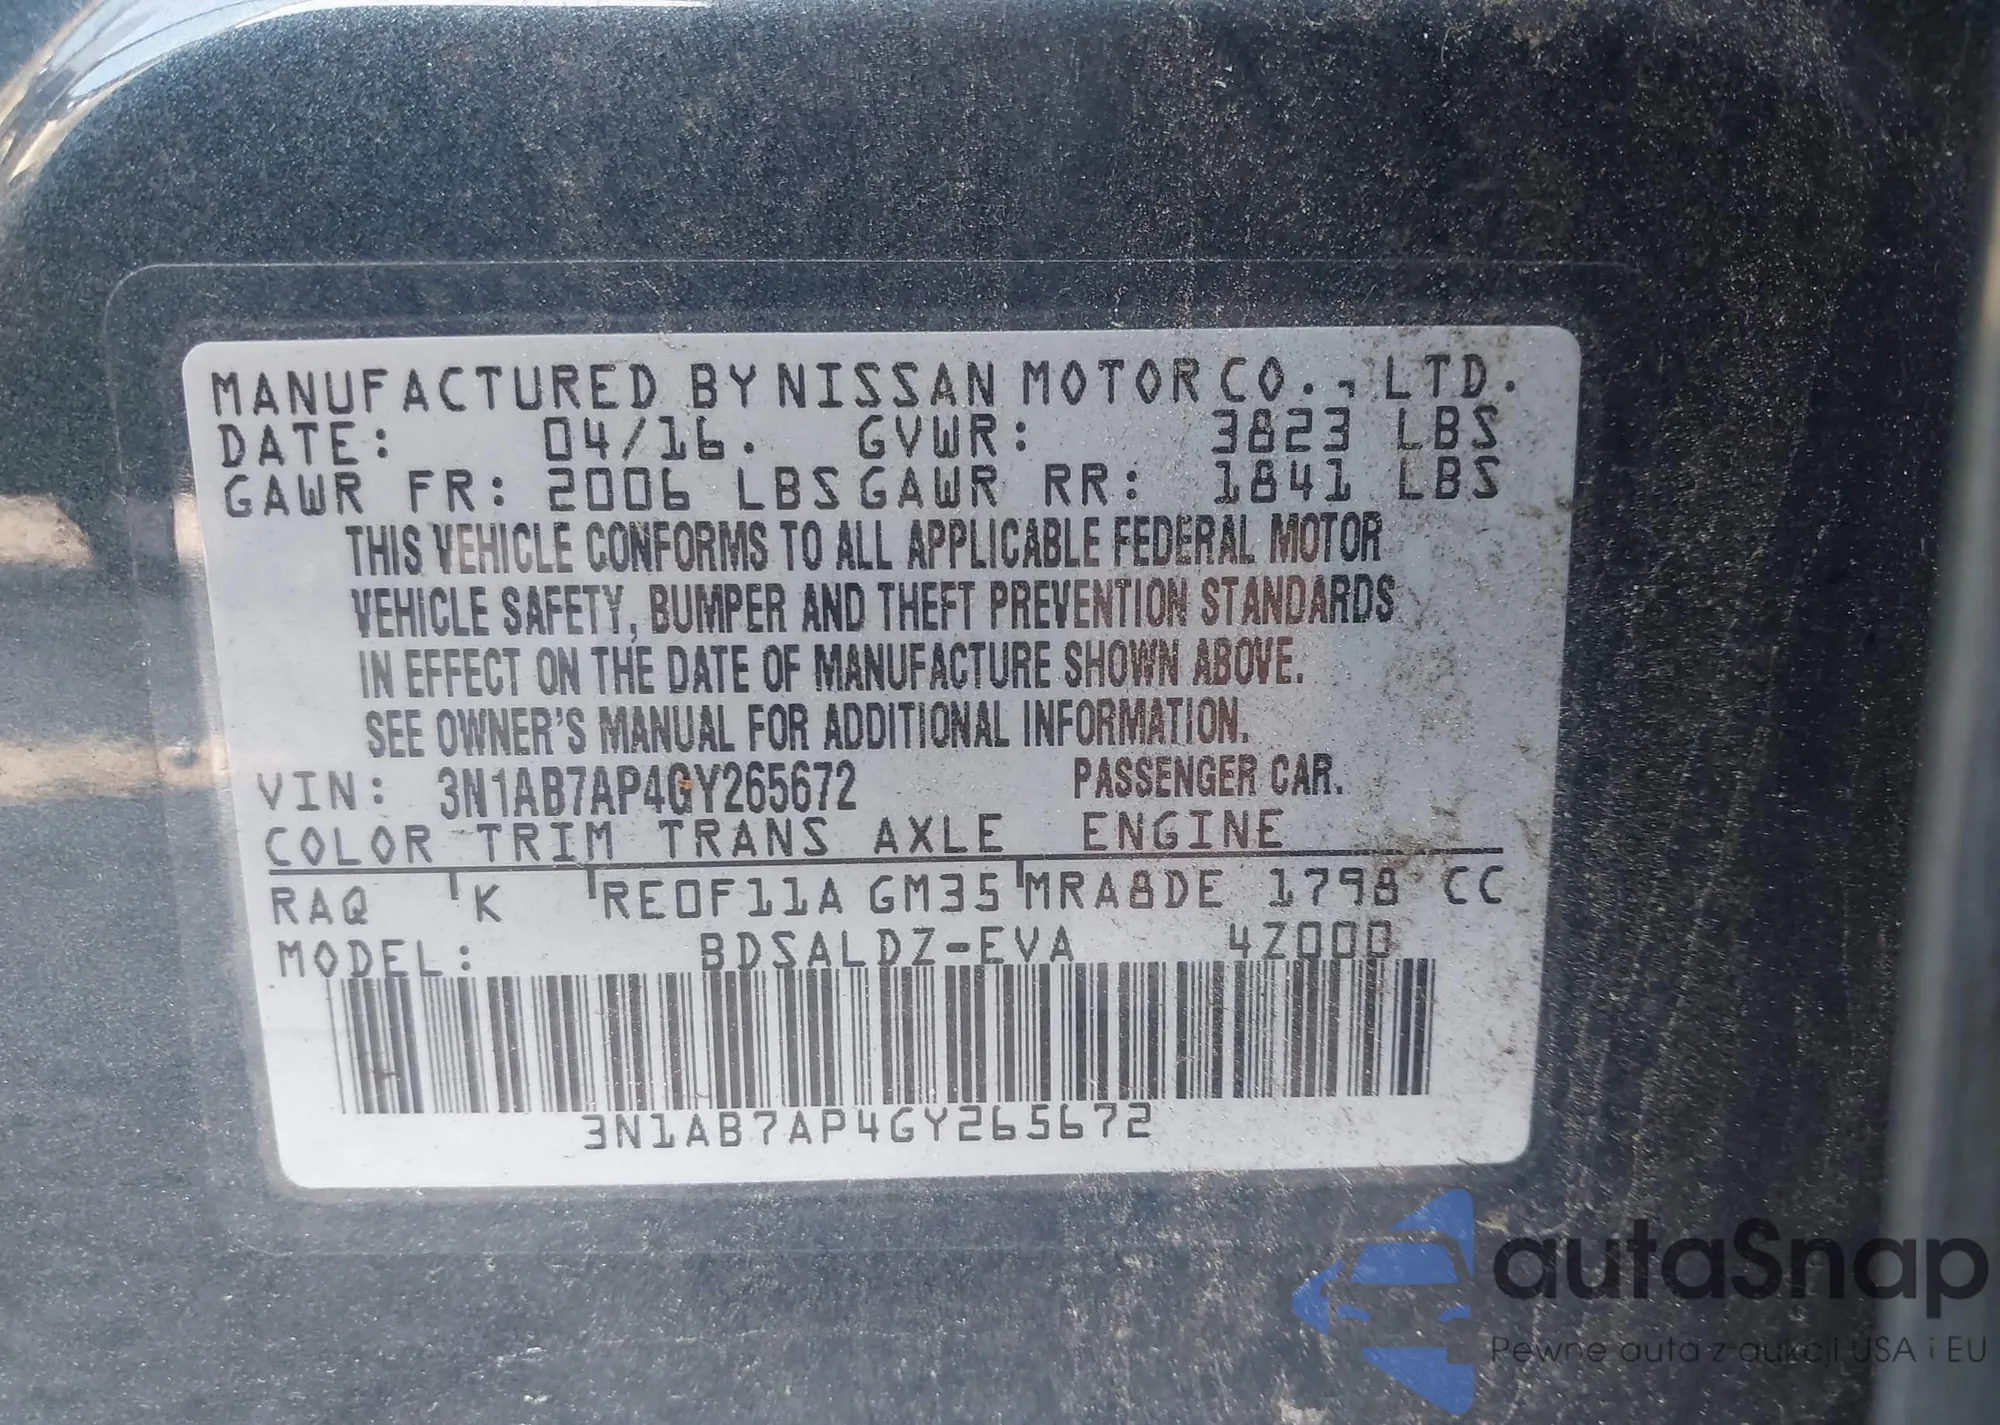 MANUFACTURED BY NISSAN MOTOR CO., LTD.
DATE: 04/16. GVWR: 3823 LBS
GAWR FR: 2006 LBS GAWR RR: 1841 LBS
THIS VEHICLE CONFORMS TO ALL APPLICABLE FEDERAL MOTOR
VEHICLE SAFETY, BUMPER AND THEFT PREVENTION STANDARDS
IN EFFECT ON THE DATE OF MANUFACTURE SHOWN ABOVE.
SEE OWNER'S MANUAL FOR ADDITIONAL INFORMATION.
VIN: 3N1AB7AP4GY265672 PASSENGER CAR.
COLOR TRIM TRANS AXLE ENGINE
RAQ K RE0F11A GM35 MRA8DE 1798 CC
MODEL: BDSALDZ-EVA 4Z000
3N1AB7AP4GY265672
autaSnap
Pewne auta z aukcji USA i EU